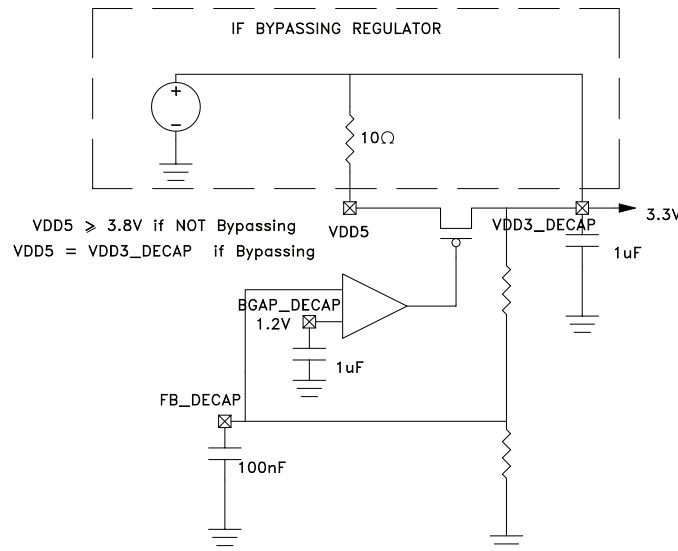 IF BYPASSING REGULATOR
+
−
10Ω
VDD5 ⩾ 3.8V if NOT Bypassing
VDD5 = VDD3_DECAP if Bypassing
VDD5
VDD3_DECAP
3.3V
1uF
BGAP_DECAP
1.2V
1uF
FB_DECAP
100nF